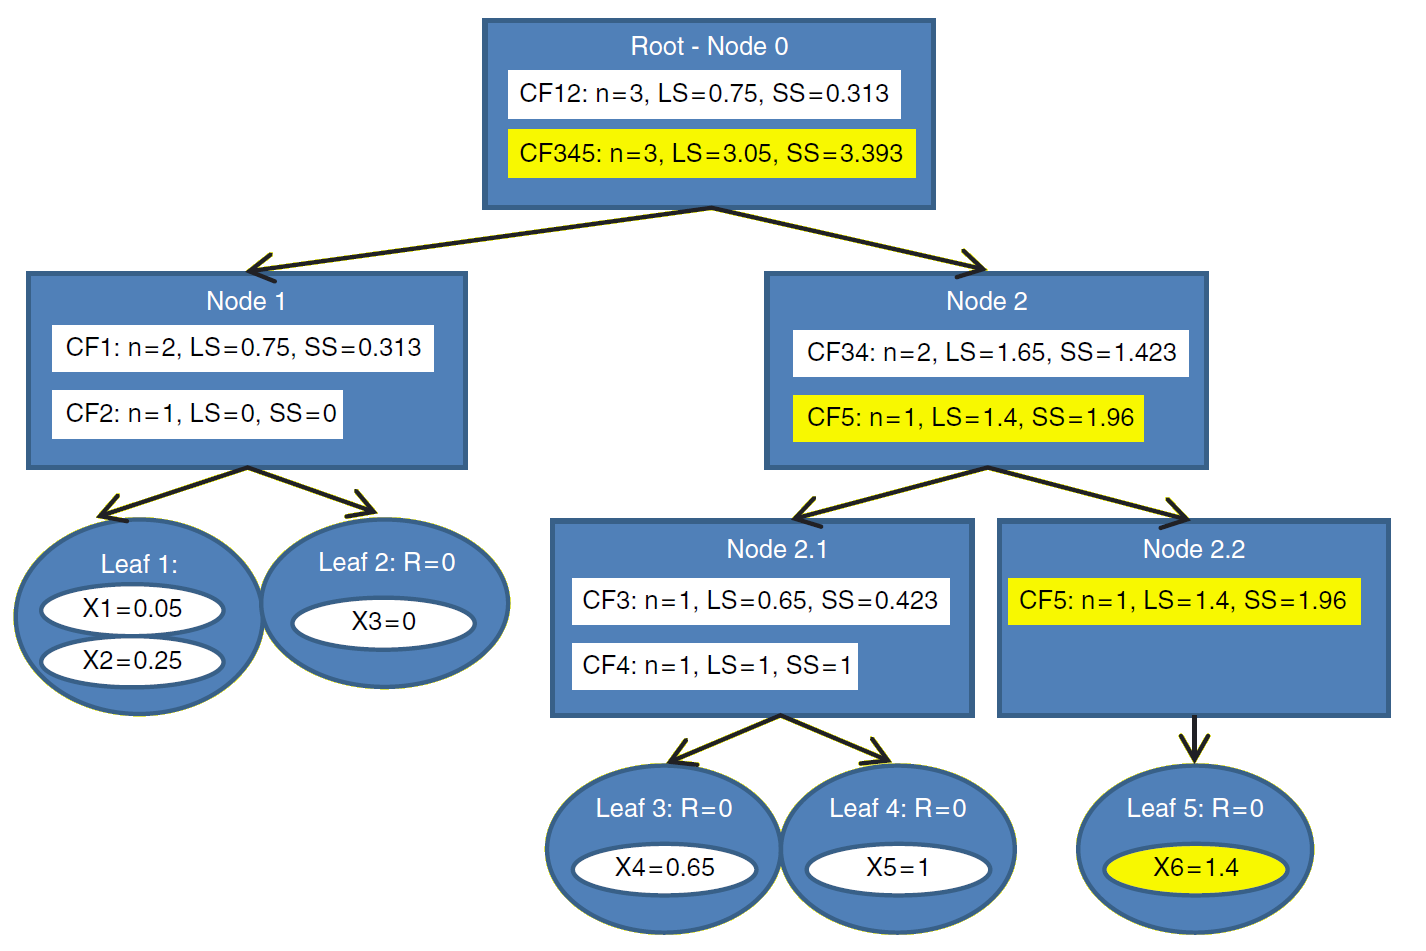 Root - Node 0
CF12: n=3, LS=0.75, SS=0.313
CF345: n=3, LS=3.05, SS=3.393
Node 1
CF1: n=2, LS=0.75, SS=0.313
CF2: n=1, LS=0, SS=0
Node 2
CF34: n=2, LS=1.65, SS=1.423
CF5: n=1, LS=1.4, SS=1.96
Leaf 1:
X1=0.05
X2=0.25
Leaf 2: R=0
X3=0
Node 2.1
CF3: n=1, LS=0.65, SS=0.423
CF4: n=1, LS=1, SS=1
Node 2.2
CF5: n=1, LS=1.4, SS=1.96
Leaf 3: R=0
X4=0.65
Leaf 4: R=0
X5=1
Leaf 5: R=0
X6=1.4